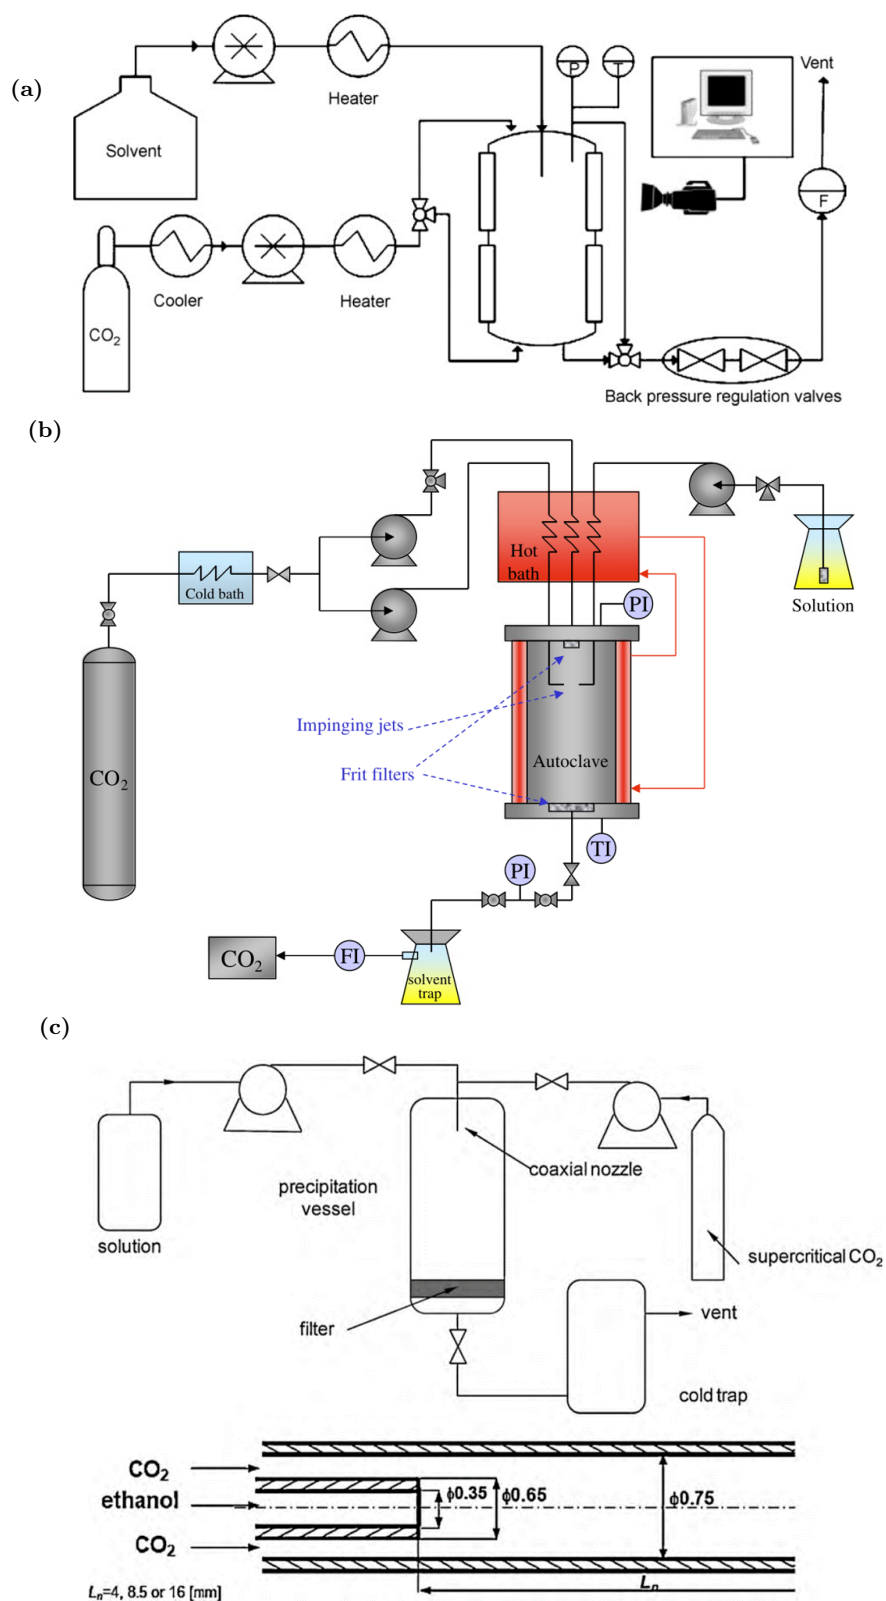 (a)
Solvent
Heater
P
T
Vent
F
CO₂
Cooler
Heater
Back pressure regulation valves
(b)
Cold bath
Hot
bath
PI
Solution
Impinging jets
CO₂
Frit filters
Autoclave
TI
PI
CO₂
FI
solvent
trap
(c)
coaxial nozzle
precipitation
vessel
solution
supercritical CO₂
filter
vent
cold trap
CO₂
ethanol
CO₂
ϕ0.35
ϕ0.65
ϕ0.75
Lₙ
Lₙ=4, 8.5 or 16 [mm]